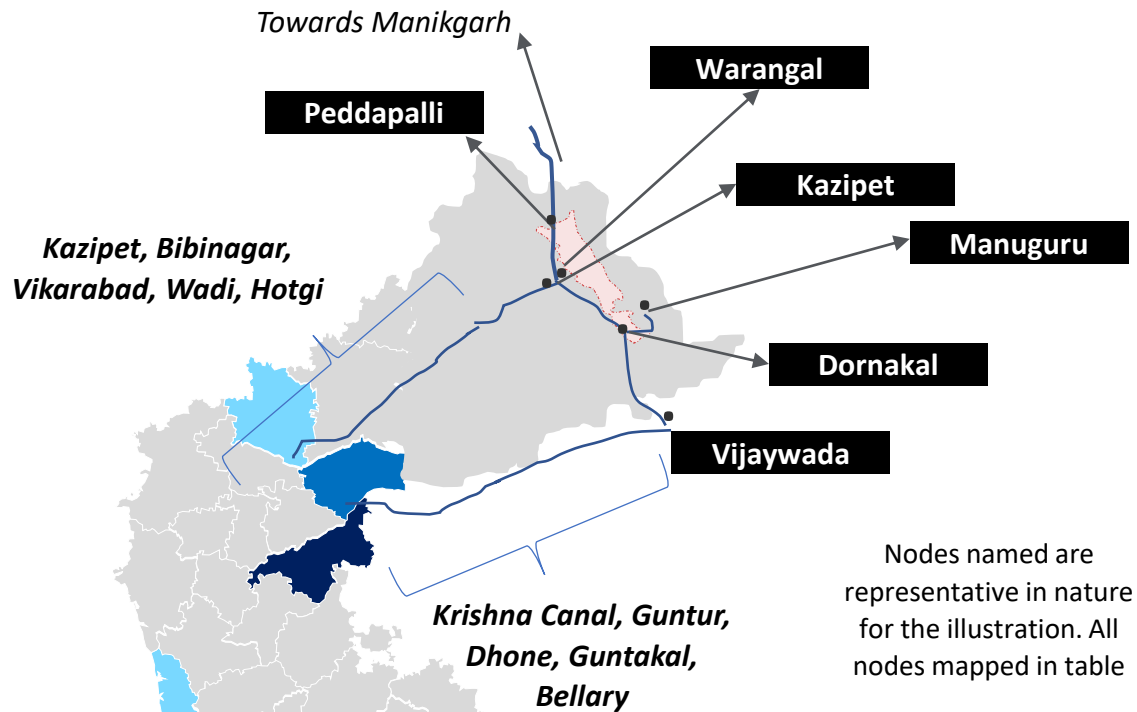 Towards Manikgarh
Warangal
Peddapalli
Kazipet
Manuguru
Kazipet, Bibinagar,
Vikarabad, Wadi, Hotgi
Dornakal
Vijaywada
Nodes named are
representative in nature
for the illustration. All
nodes mapped in table
Krishna Canal, Guntur,
Dhone, Guntakal,
Bellary